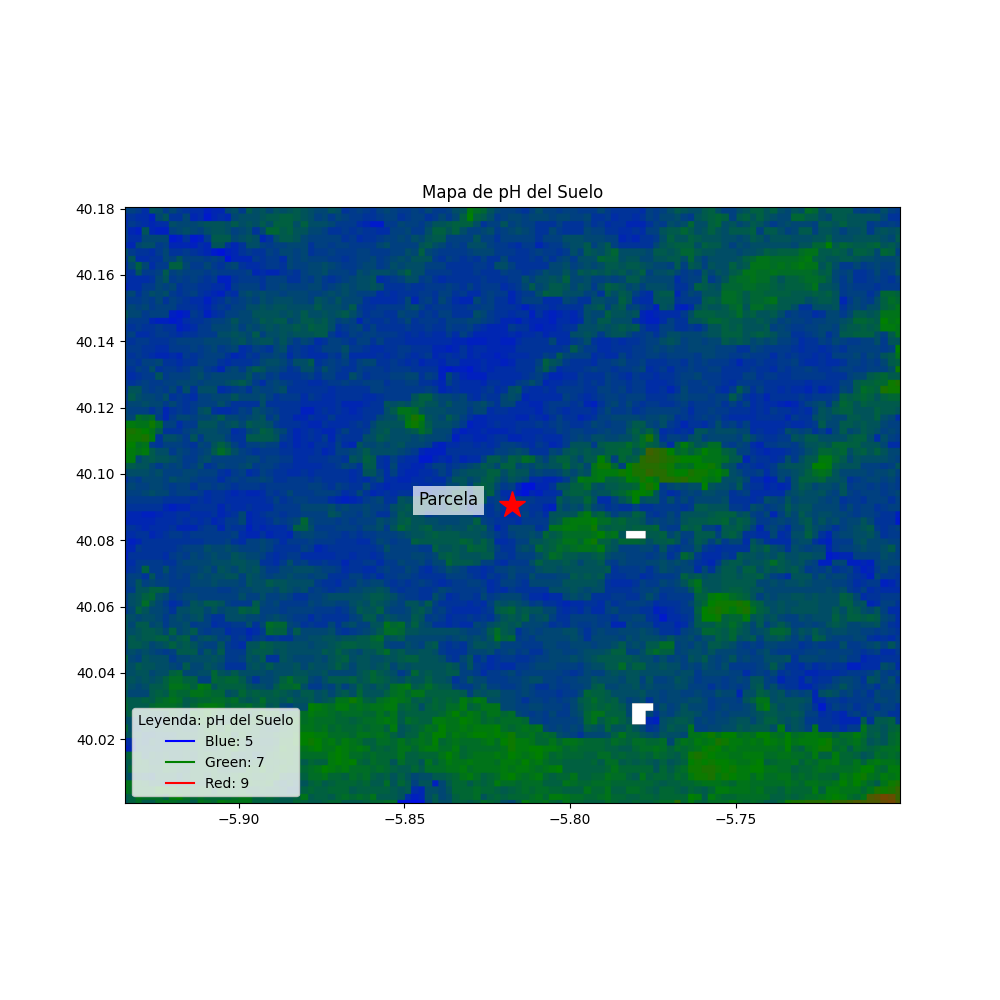 Mapa de pH del Suelo
40.18
40.16
40.14
40.12
40.10
40.08
40.06
40.04
40.02
Parcela
Leyenda: pH del Suelo
Blue: 5
Green: 7
Red: 9
−5.90
−5.85
−5.80
−5.75